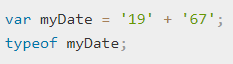 var myDate = '19' + '67';
typeof myDate;